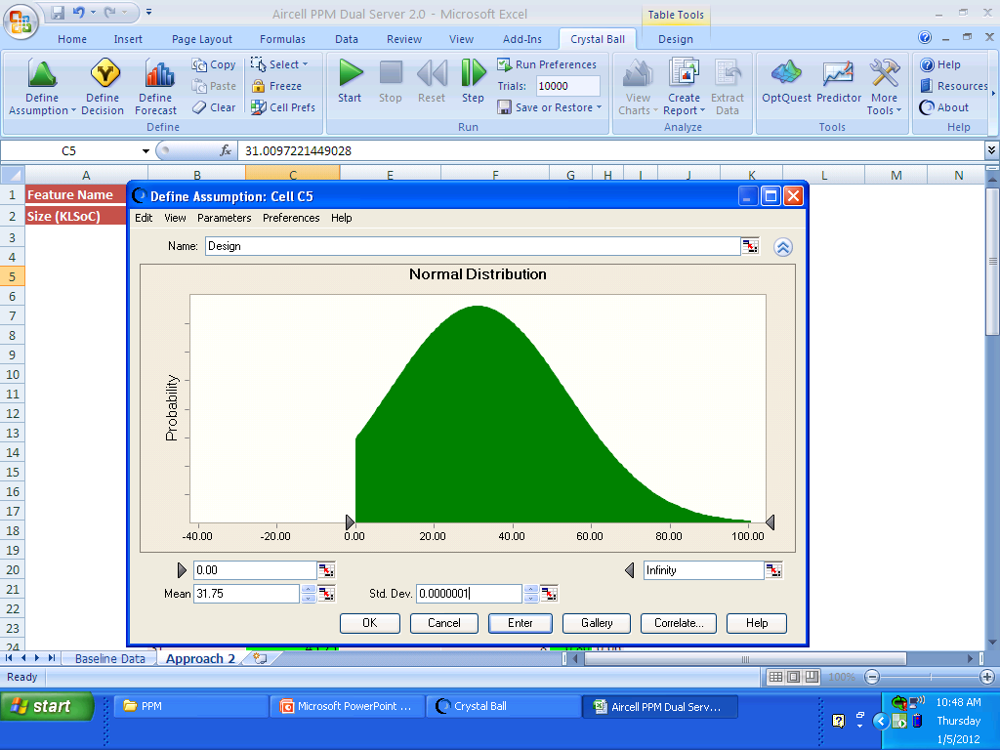 Aircell PPM Dual Server 2.0 - Microsoft Excel
Table Tools
Home Insert Page Layout Formulas Data Review View Add-Ins Crystal Ball Design
Define Assumption
Define Decision
Define Forecast
Copy
Paste
Clear
Select
Freeze
Cell Prefs
Define
Start
Stop
Reset
Step
Run Preferences
Trials: 10000
Save or Restore
Run
View Charts
Create Report
Extract Data
Analyze
OptQuest
Predictor
More Tools
Tools
Help
Resources
About
Help
C5
fx 31.0097221449028
A B C E F G H I J K L M N
1 Feature Name
2 Size (KLSoC)
3
4
5
6
7
8
9
10
11
12
13
14
15
16
17
18
19
20
21
22
23
24
Define Assumption: Cell C5
Edit View Parameters Preferences Help
Name: Design
Normal Distribution
Probability
-40.00 -20.00 0.00 20.00 40.00 60.00 80.00 100.00
0.00 Infinity
Mean 31.75 Std. Dev. 0.0000001
OK Cancel Enter Gallery Correlate... Help
Baseline Data Approach 2
Ready 100%
start PPM Microsoft PowerPoint ... Crystal Ball Aircell PPM Dual Serv...
10:48 AM
Thursday
1/5/2012